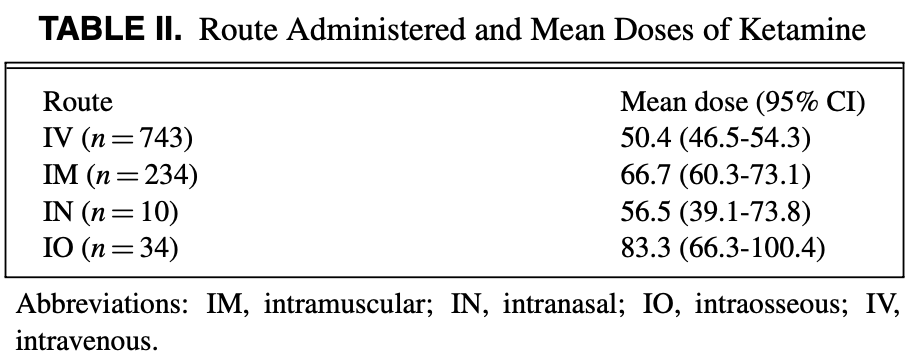 TABLE II. Route Administered and Mean Doses of Ketamine
Route Mean dose (95% CI)
IV (n = 743) 50.4 (46.5-54.3)
IM (n = 234) 66.7 (60.3-73.1)
IN (n = 10) 56.5 (39.1-73.8)
IO (n = 34) 83.3 (66.3-100.4)
Abbreviations: IM, intramuscular; IN, intranasal; IO, intraosseous; IV,
intravenous.